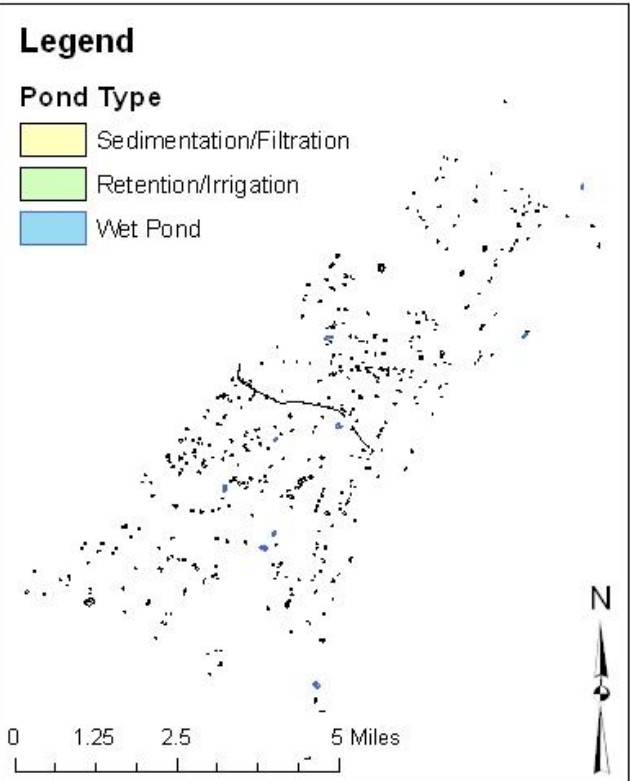 Legend
Pond Type
Sedimentation/Filtration
Retention/Irrigation
Wet Pond
N
0 1.25 2.5 5 Miles